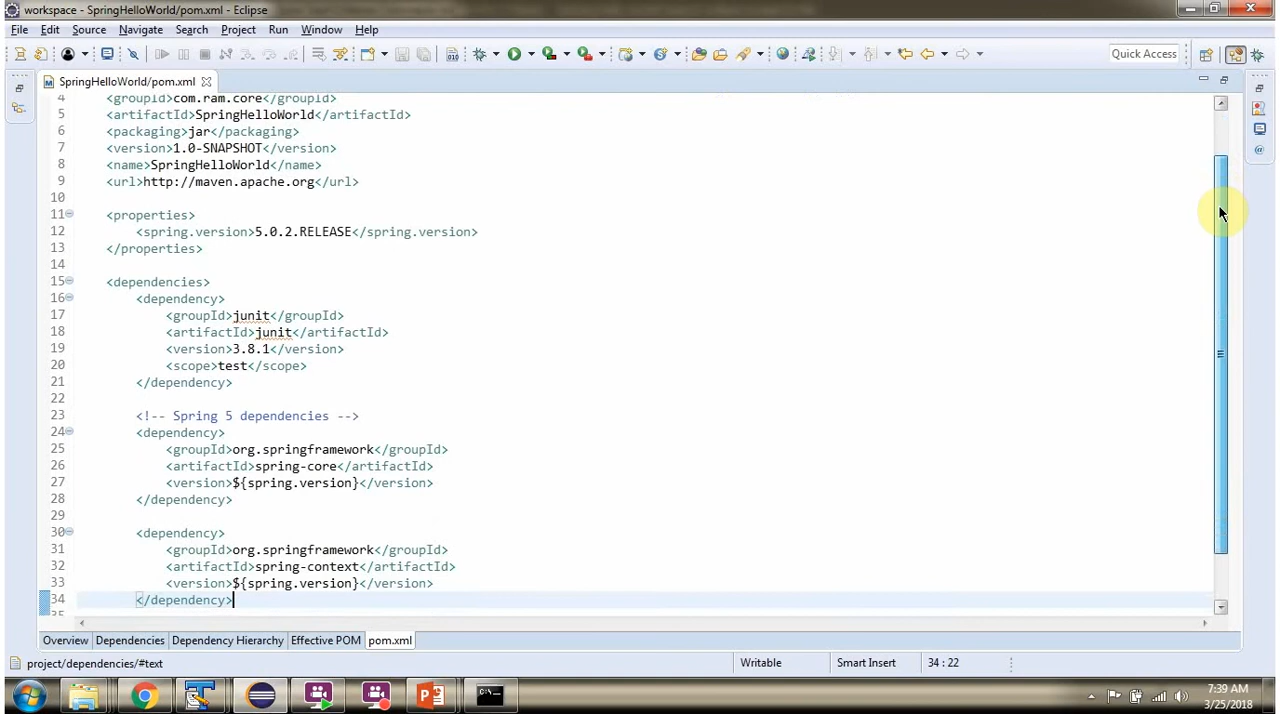 workspace - SpringHelloWorld/pom.xml - Eclipse
File Edit Source Navigate Search Project Run Window Help
Quick Access
SpringHelloWorld/pom.xml
4 <groupId>com.ram.core</groupId>
5 <artifactId>SpringHelloWorld</artifactId>
6 <packaging>jar</packaging>
7 <version>1.0-SNAPSHOT</version>
8 <name>SpringHelloWorld</name>
9 <url>http://maven.apache.org</url>
10
11 <properties>
12 <spring.version>5.0.2.RELEASE</spring.version>
13 </properties>
14
15 <dependencies>
16 <dependency>
17 <groupId>junit</groupId>
18 <artifactId>junit</artifactId>
19 <version>3.8.1</version>
20 <scope>test</scope>
21 </dependency>
22
23 <!-- Spring 5 dependencies -->
24 <dependency>
25 <groupId>org.springframework</groupId>
26 <artifactId>spring-core</artifactId>
27 <version>${spring.version}</version>
28 </dependency>
29
30 <dependency>
31 <groupId>org.springframework</groupId>
32 <artifactId>spring-context</artifactId>
33 <version>${spring.version}</version>
34 </dependency>
35
Overview Dependencies Dependency Hierarchy Effective POM pom.xml
project/dependencies/#text Writable Smart Insert 34 : 22
7:39 AM
3/25/2018